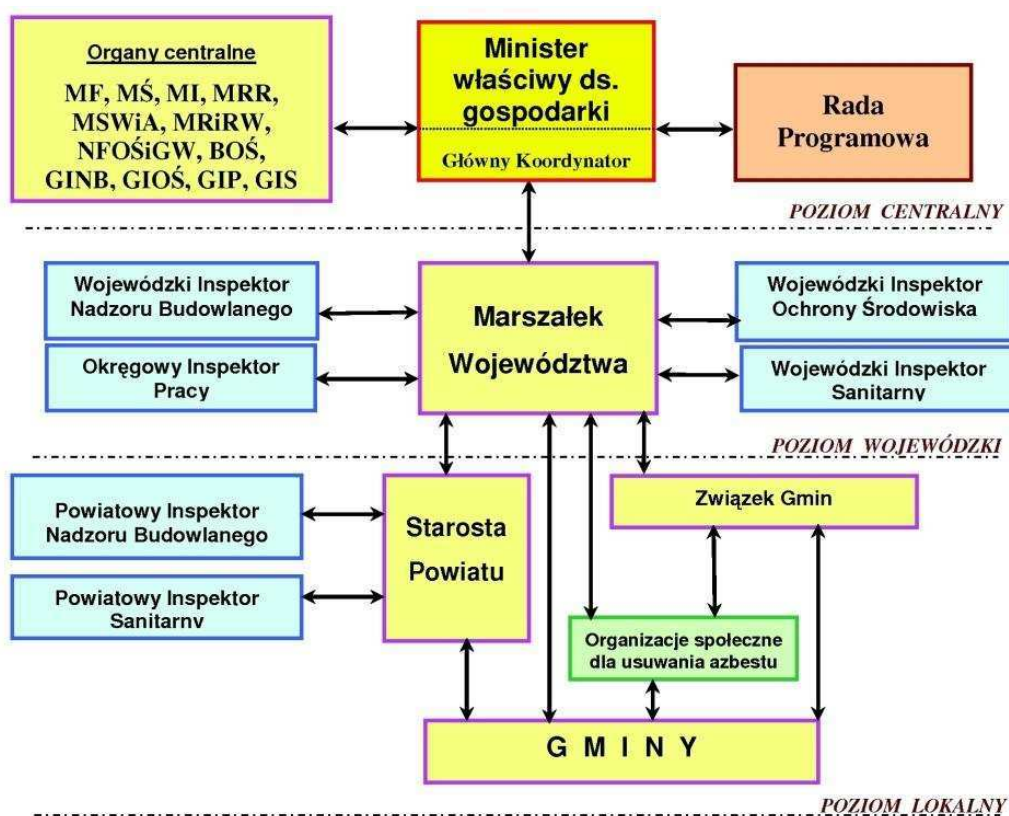 Organy centralne
MF, MŚ, MI, MRR,
MSWiA, MRiRW,
NFOŚiGW, BOŚ,
GINB, GIOŚ, GIP, GIS
Minister
właściwy ds.
gospodarki
Główny Koordynator
Rada
Programowa
POZIOM CENTRALNY
Wojewódzki Inspektor
Nadzoru Budowlanego
Okręgowy Inspektor
Pracy
Marszałek
Województwa
Wojewódzki Inspektor
Ochrony Środowiska
Wojewódzki Inspektor
Sanitarny
POZIOM WOJEWÓDZKI
Powiatowy Inspektor
Nadzoru Budowlanego
Powiatowy Inspektor
Sanitarny
Starosta
Powiatu
Związek Gmin
Organizacje społeczne
dla usuwania azbestu
G M I N Y
POZIOM LOKALNY